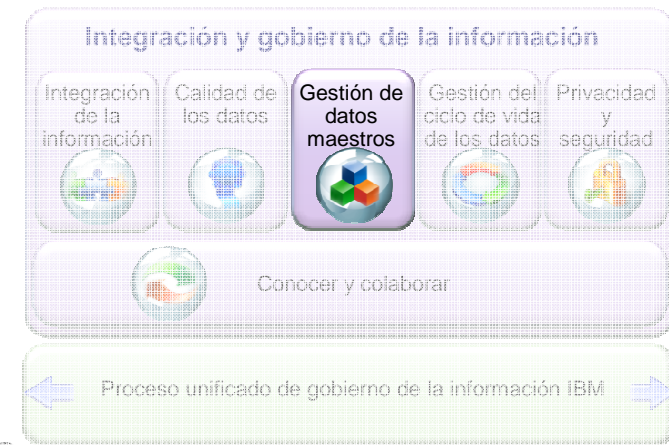 Integración y gobierno de la información
Integración
de la
información
Calidad de
los datos
Gestión de
datos
maestros
Gestión del
ciclo de vida
de los datos
Privacidad
y
seguridad
Conocer y colaborar
Proceso unificado de gobierno de la información IBM